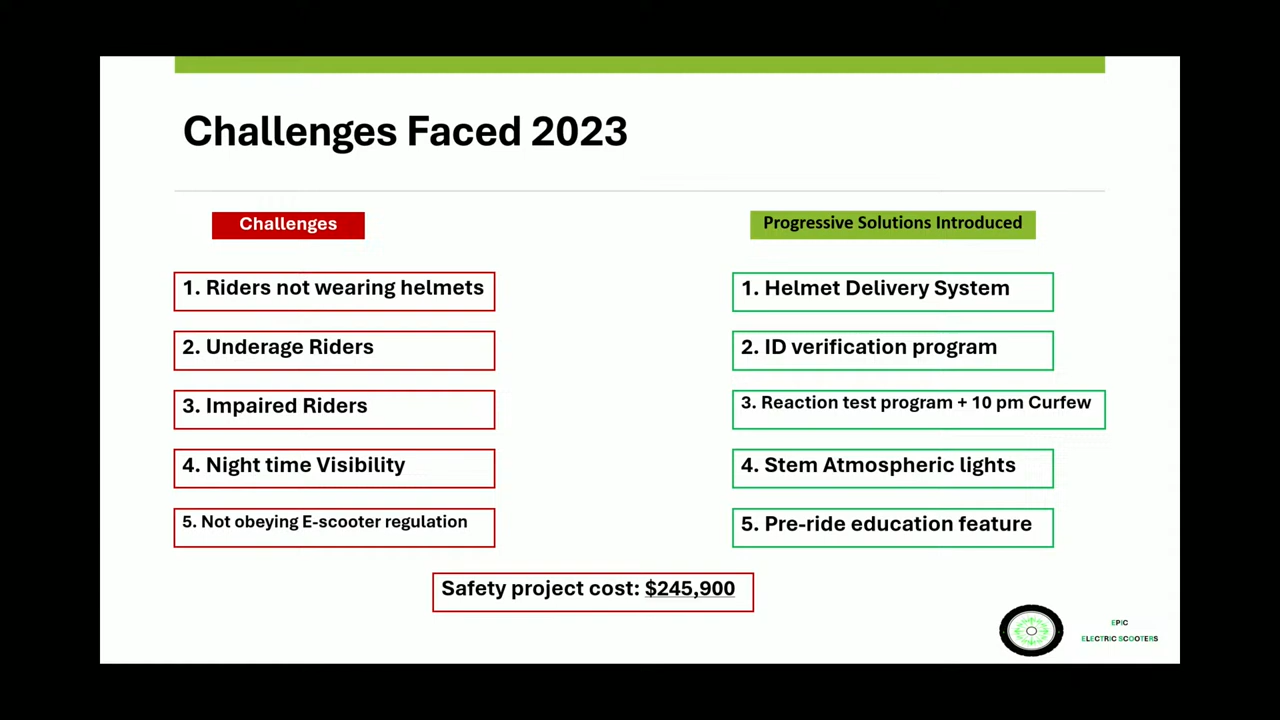 Challenges Faced 2023
Challenges
Progressive Solutions Introduced
1. Riders not wearing helmets
1. Helmet Delivery System
2. Underage Riders
2. ID verification program
3. Impaired Riders
3. Reaction test program + 10 pm Curfew
4. Night time Visibility
4. Stem Atmospheric lights
5. Not obeying E-scooter regulation
5. Pre-ride education feature
Safety project cost: $245,900
EPIC
ELECTRIC SCOOTERS